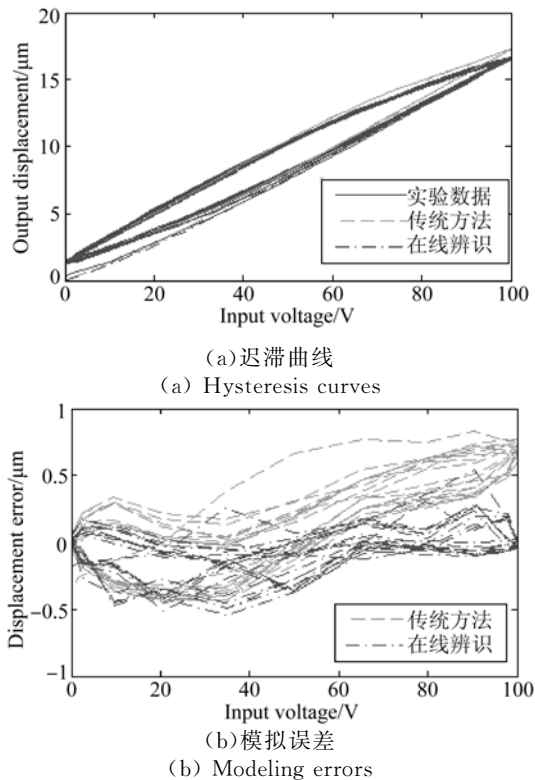 20
15
10
5
0
Output displacement/μm
实验数据
传统方法
在线辨识
0 20 40 60 80 100
Input voltage/V
(a)迟滞曲线
(a) Hysteresis curves
1
0.5
0
−0.5
−1
Displacement error/μm
传统方法
在线辨识
0 20 40 60 80 100
Input voltage/V
(b)模拟误差
(b) Modeling errors